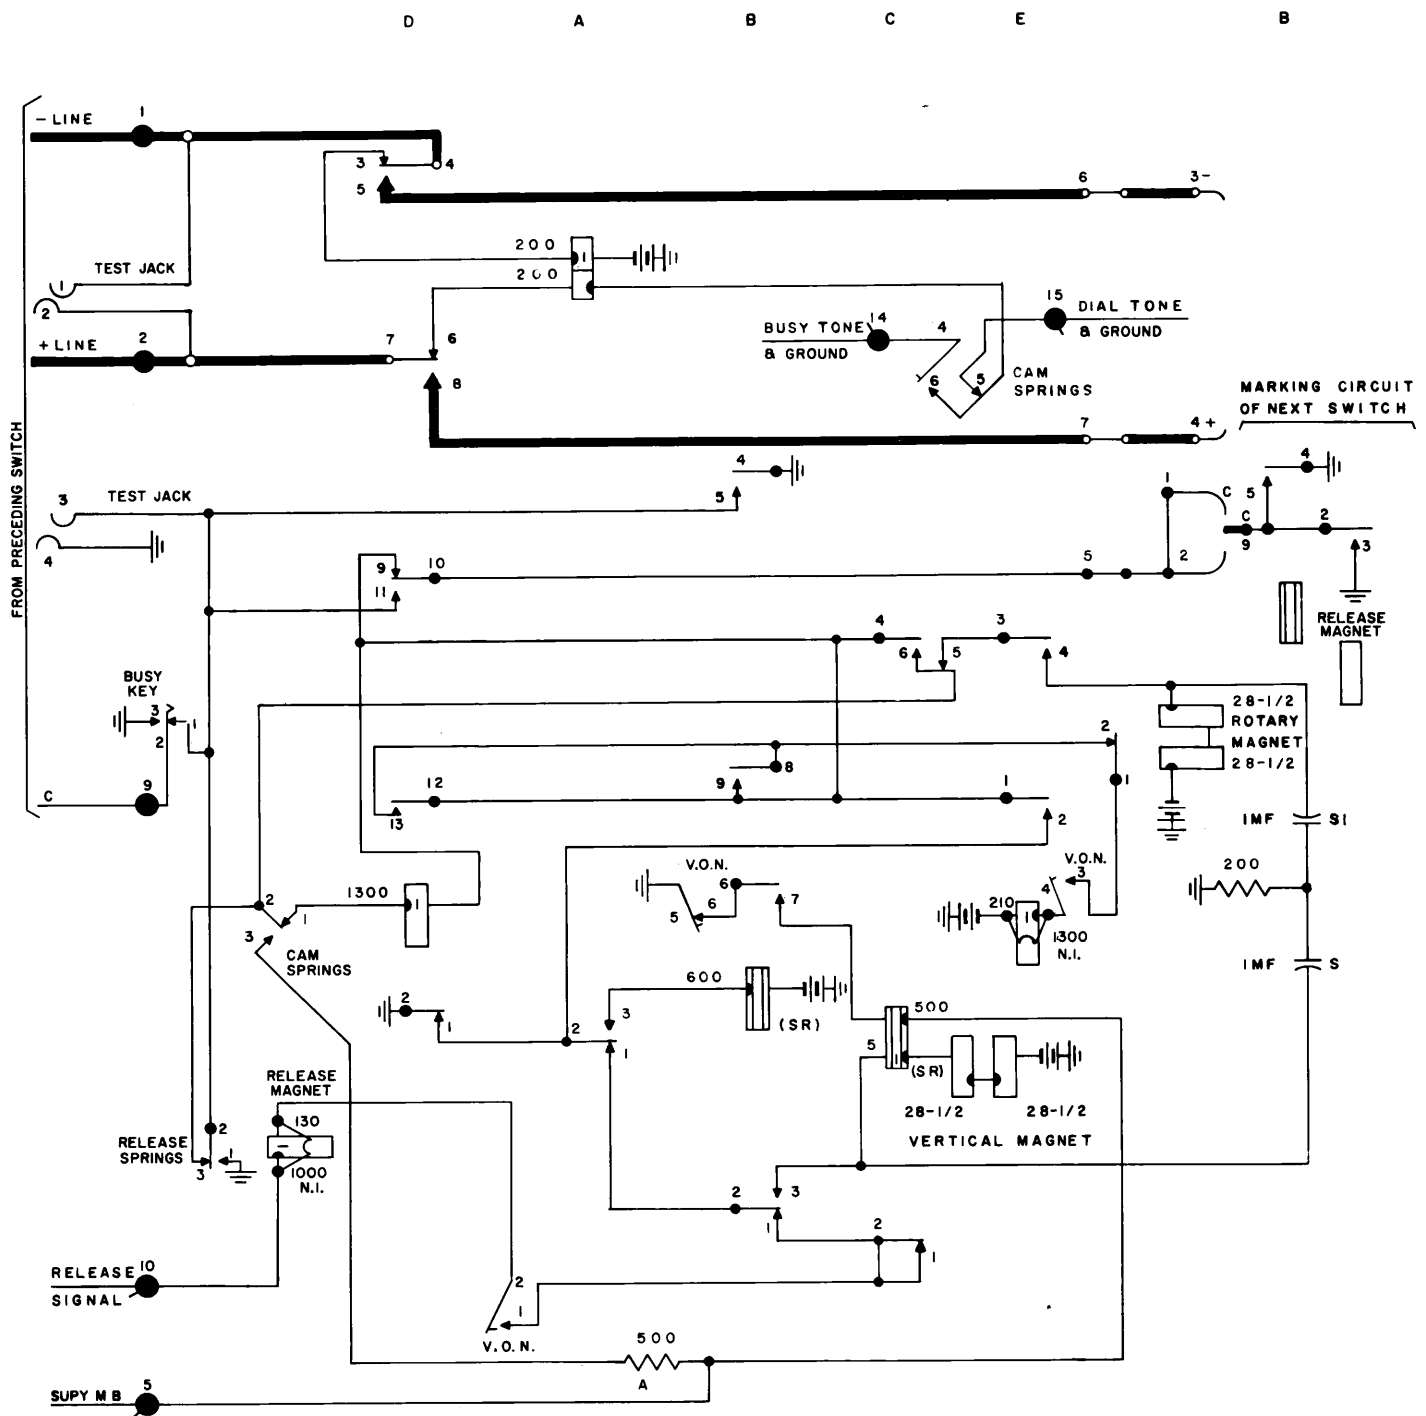 D A B C E B
- LINE 1
3 4
5 6 3-
TEST JACK 200 1
1 200
2 15 DIAL TONE
& GROUND
BUSY TONE 14 4
& GROUND
+ LINE 2 7 6
8 6 5 CAM
SPRINGS
MARKING CIRCUIT
OF NEXT SWITCH
7 4 +
FROM PRECEDING SWITCH
4 4
3 TEST JACK 5 1 C 5
C 2
4 9 10 5 2 9 3
11
RELEASE
MAGNET
4 3
6 5 4
BUSY
KEY
3 1
2
28-1/2
ROTARY
MAGNET
28-1/2
2
8 1
C 9 12 9 1
13 2
1MF S1
V.O.N. V.O.N.
6 3
200
2 1300 1 6 7 4
1 5 210 1
3 1300
N.I.
CAM
SPRINGS
1MF S
600
2 (SR) 500
1 2 3
1 5 1
(SR)
28-1/2 28-1/2
VERTICAL MAGNET
RELEASE
MAGNET
130
RELEASE
SPRINGS
2
1
3 1000
N.I.
2 3
1 2
1
RELEASE 10
SIGNAL
2
1
V.O.N.
500
A
SUPY MB 5